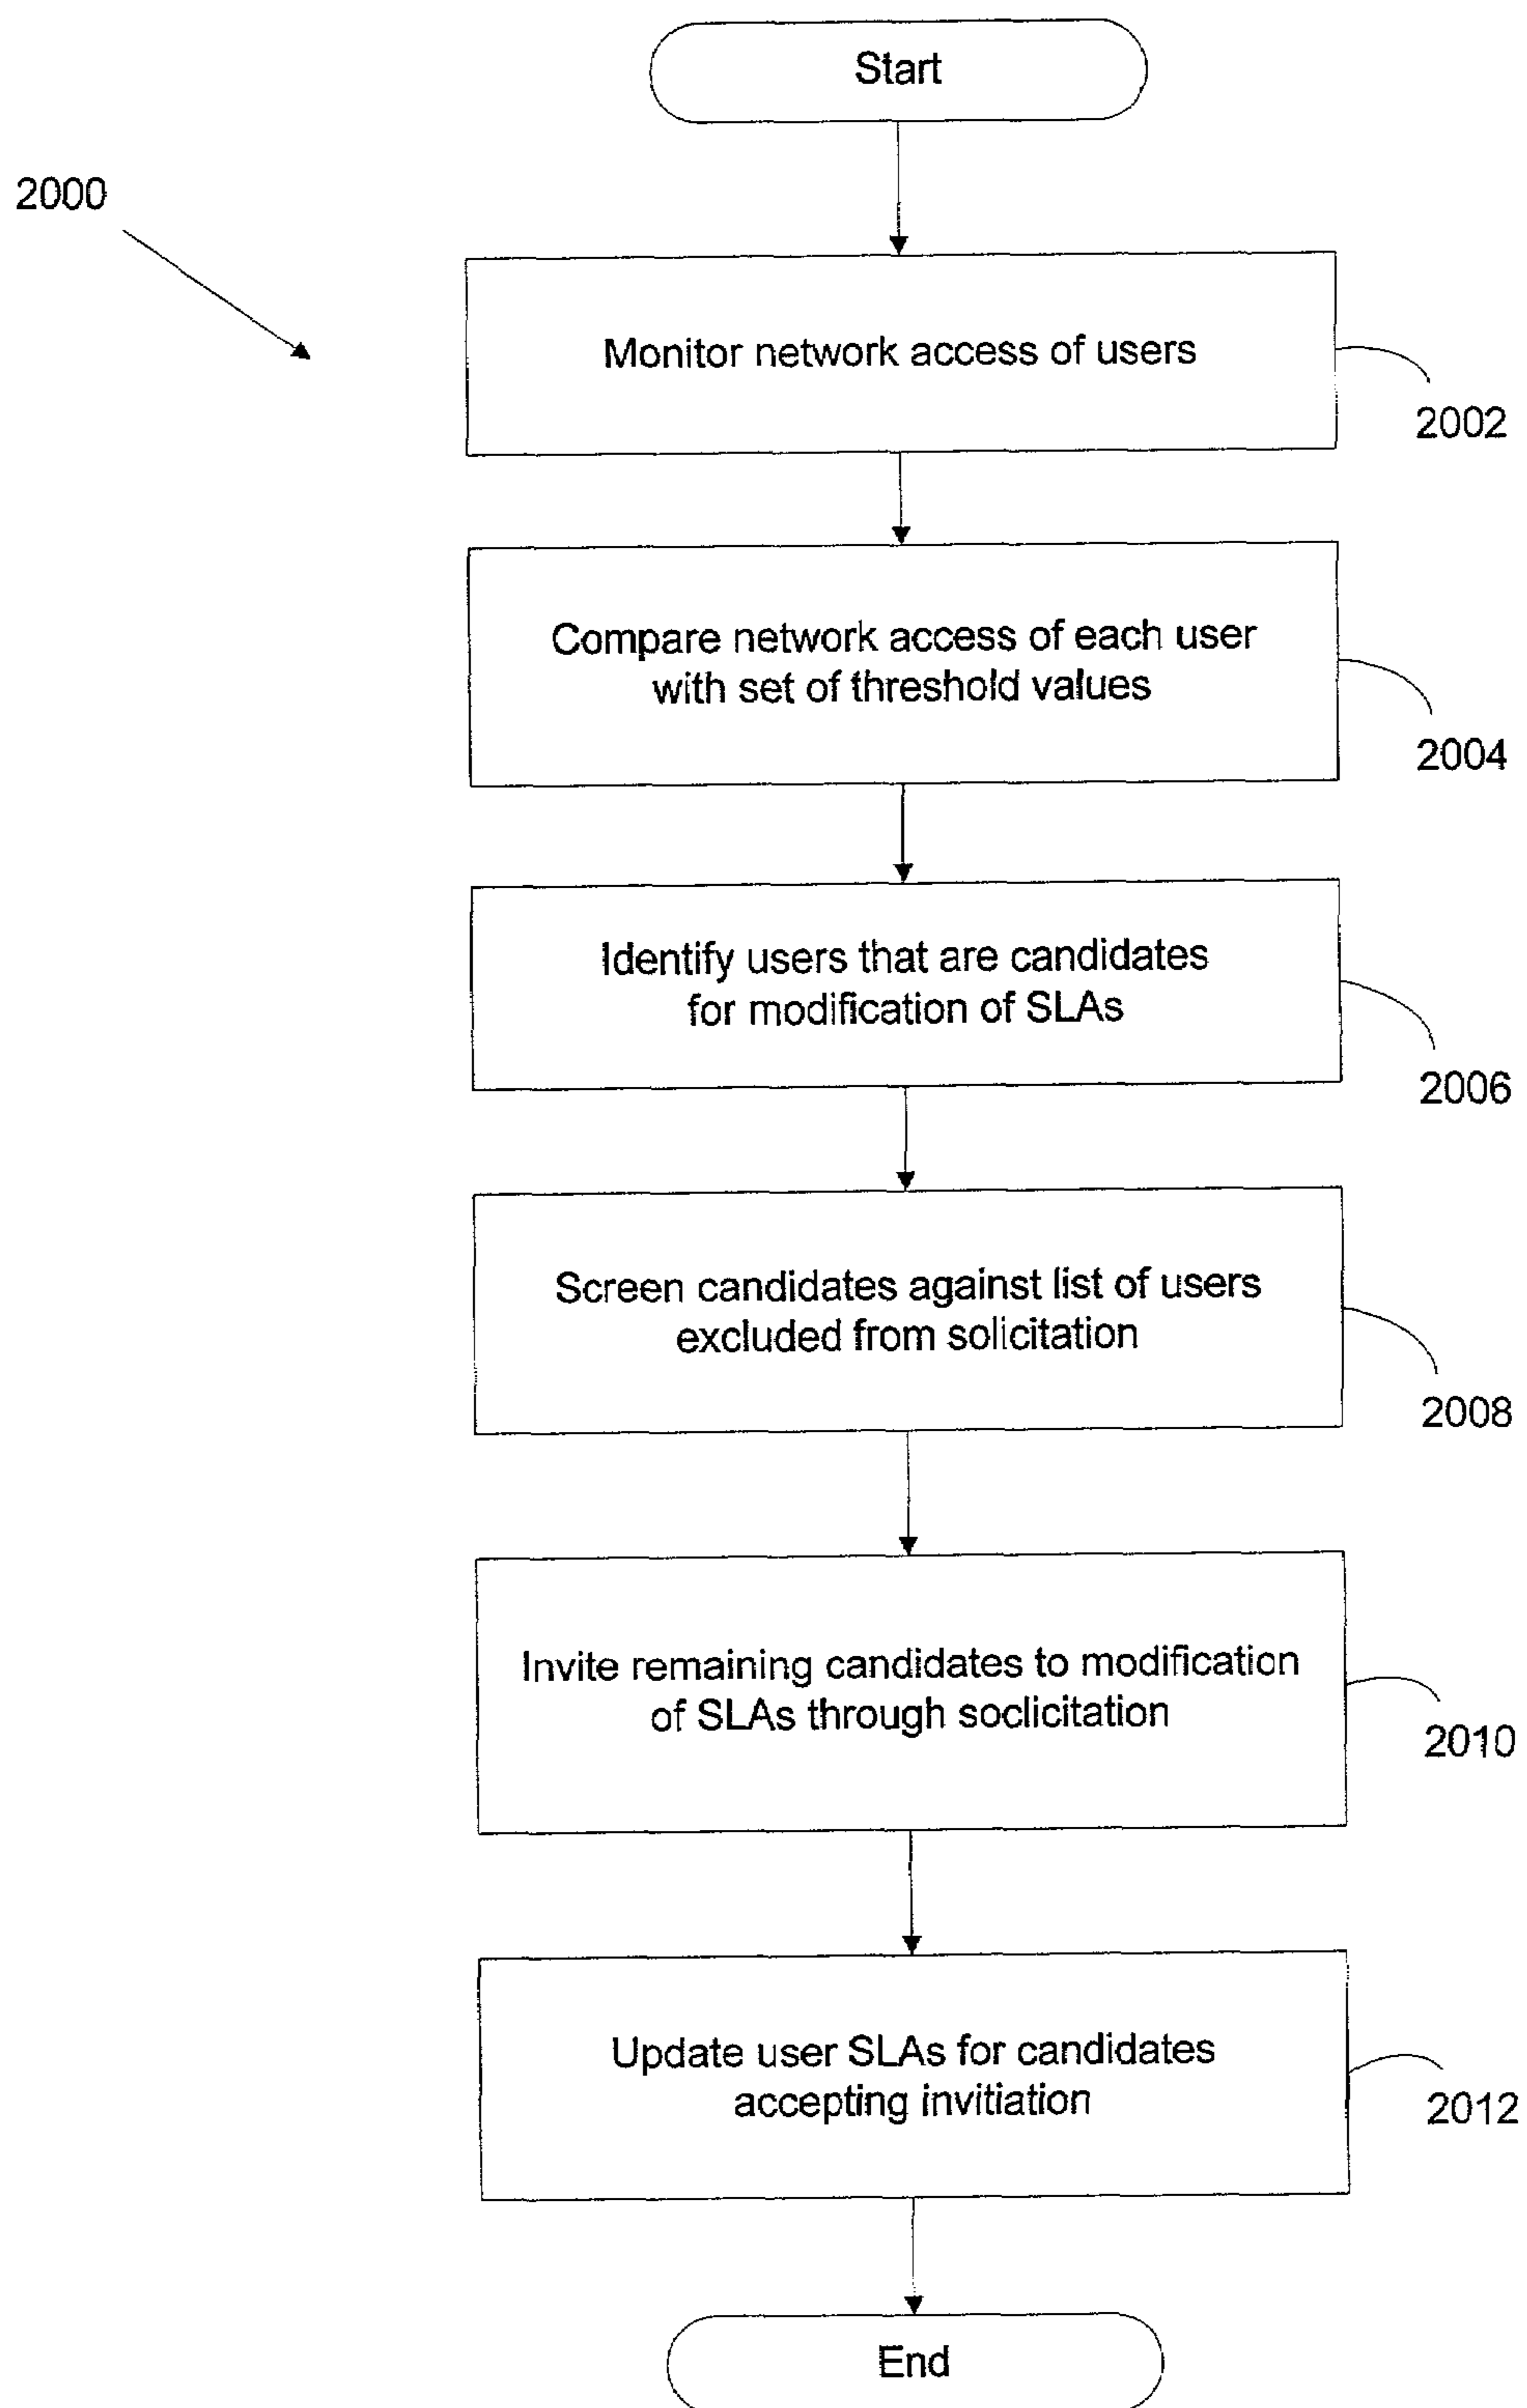 Start
2000
Monitor network access of users
2002
Compare network access of each user
with set of threshold values
2004
Identify users that are candidates
for modification of SLAs
2006
Screen candidates against list of users
excluded from solicitation
2008
Invite remaining candidates to modification
of SLAs through soclicitation
2010
Update user SLAs for candidates
accepting invitiation
2012
End